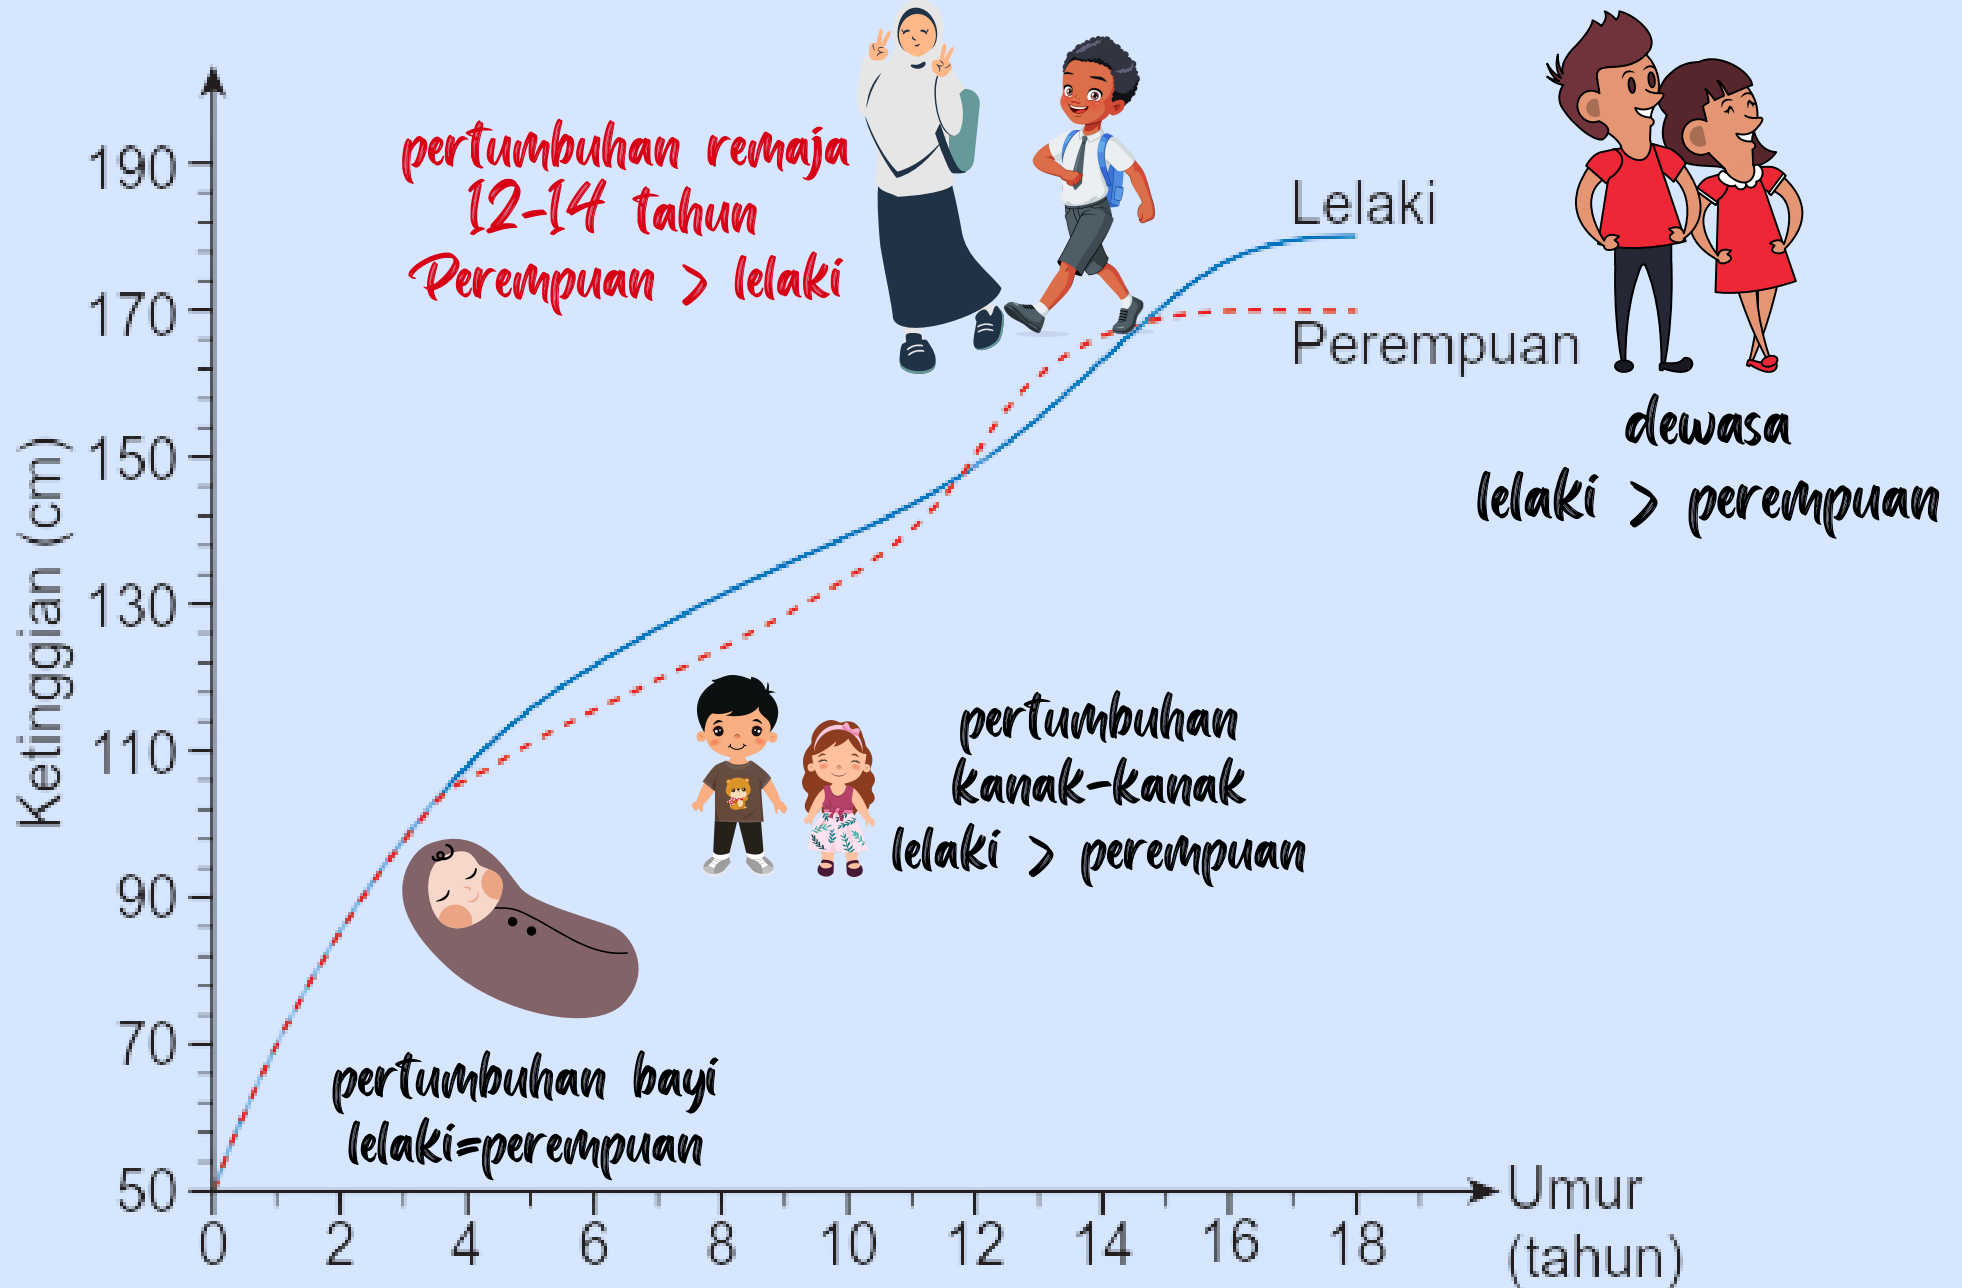 pertumbuhan remaja
12-14 tahun
Perempuan > lelaki
190
170
150
130
110
90
70
50
Ketinggian (cm)
Lelaki
Perempuan
dewasa
lelaki > perempuan
pertumbuhan
kanak-kanak
lelaki > perempuan
pertumbuhan bayi
lelaki=perempuan
0 2 4 6 8 10 12 14 16 18
Umur
(tahun)